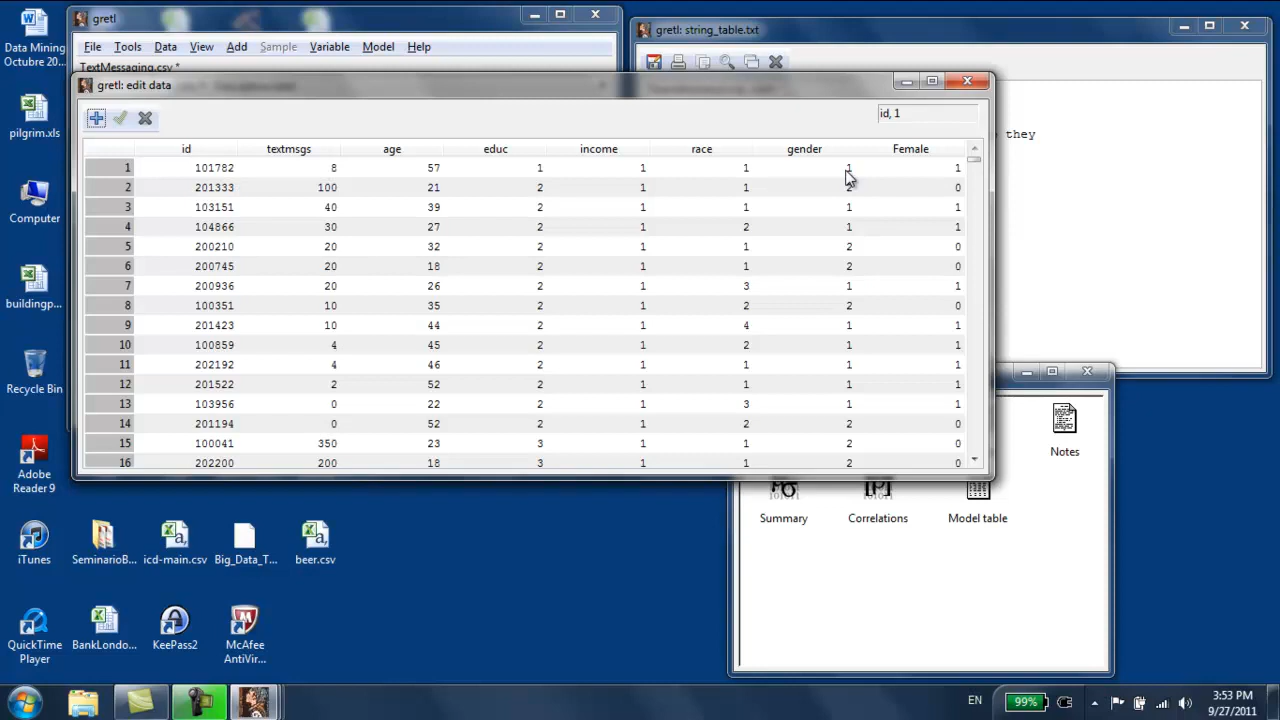 gretl
File Tools Data View Add Sample Variable Model Help
TextMessaging.csv *
gretl: string_table.txt
they
gretl: edit data
id, 1
id textmsgs age educ income race gender Female
1 101782 8 57 1 1 1 1 1
2 201333 100 21 2 1 1 2 0
3 103151 40 39 2 1 1 1 1
4 104866 30 27 2 1 2 1 1
5 200210 20 32 2 1 1 2 0
6 200745 20 18 2 1 1 2 0
7 200936 20 26 2 1 3 1 1
8 100351 10 35 2 1 2 2 0
9 201423 10 44 2 1 4 1 1
10 100859 4 45 2 1 2 1 1
11 202192 4 46 2 1 1 1 1
12 201522 2 52 2 1 1 1 1
13 103956 0 22 2 1 3 1 1
14 201194 0 52 2 1 2 2 0
15 100041 350 23 3 1 1 2 0
16 202200 200 18 3 1 1 2 0
Notes
Summary Correlations Model table
Data Mining
Octubre 20...
pilgrim.xls
Computer
buildingp...
Recycle Bin
Adobe
Reader 9
iTunes SeminarioB... icd-main.csv Big_Data_T... beer.csv
QuickTime
Player
BankLondo...
KeePass2
McAfee
AntiVir...
EN 99% 3:53 PM
9/27/2011